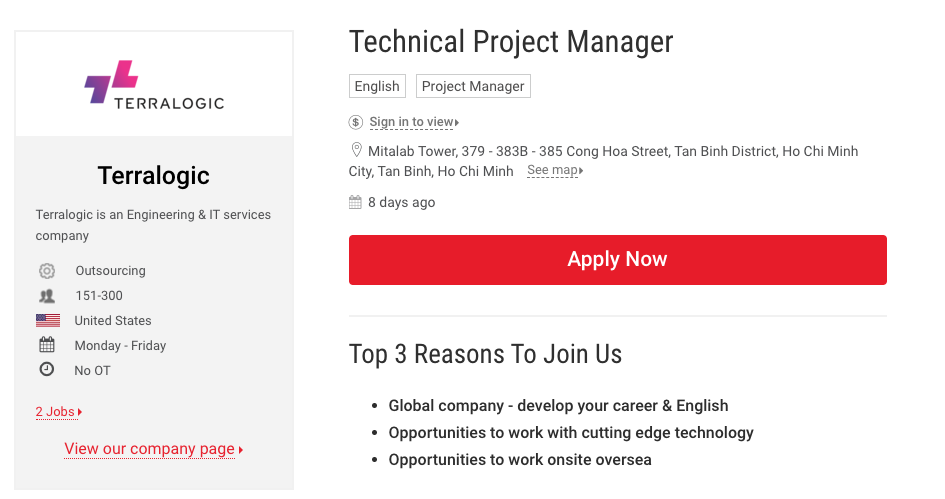 TERRALOGIC
Terralogic
Terralogic is an Engineering & IT services
company
Outsourcing
151-300
United States
Monday - Friday
No OT
2 Jobs
View our company page
Technical Project Manager
English Project Manager
$ Sign in to view
Mitalab Tower, 379 - 383B - 385 Cong Hoa Street, Tan Binh District, Ho Chi Minh
City, Tan Binh, Ho Chi Minh See map
8 days ago
Apply Now
Top 3 Reasons To Join Us
• Global company - develop your career & English
• Opportunities to work with cutting edge technology
• Opportunities to work onsite oversea